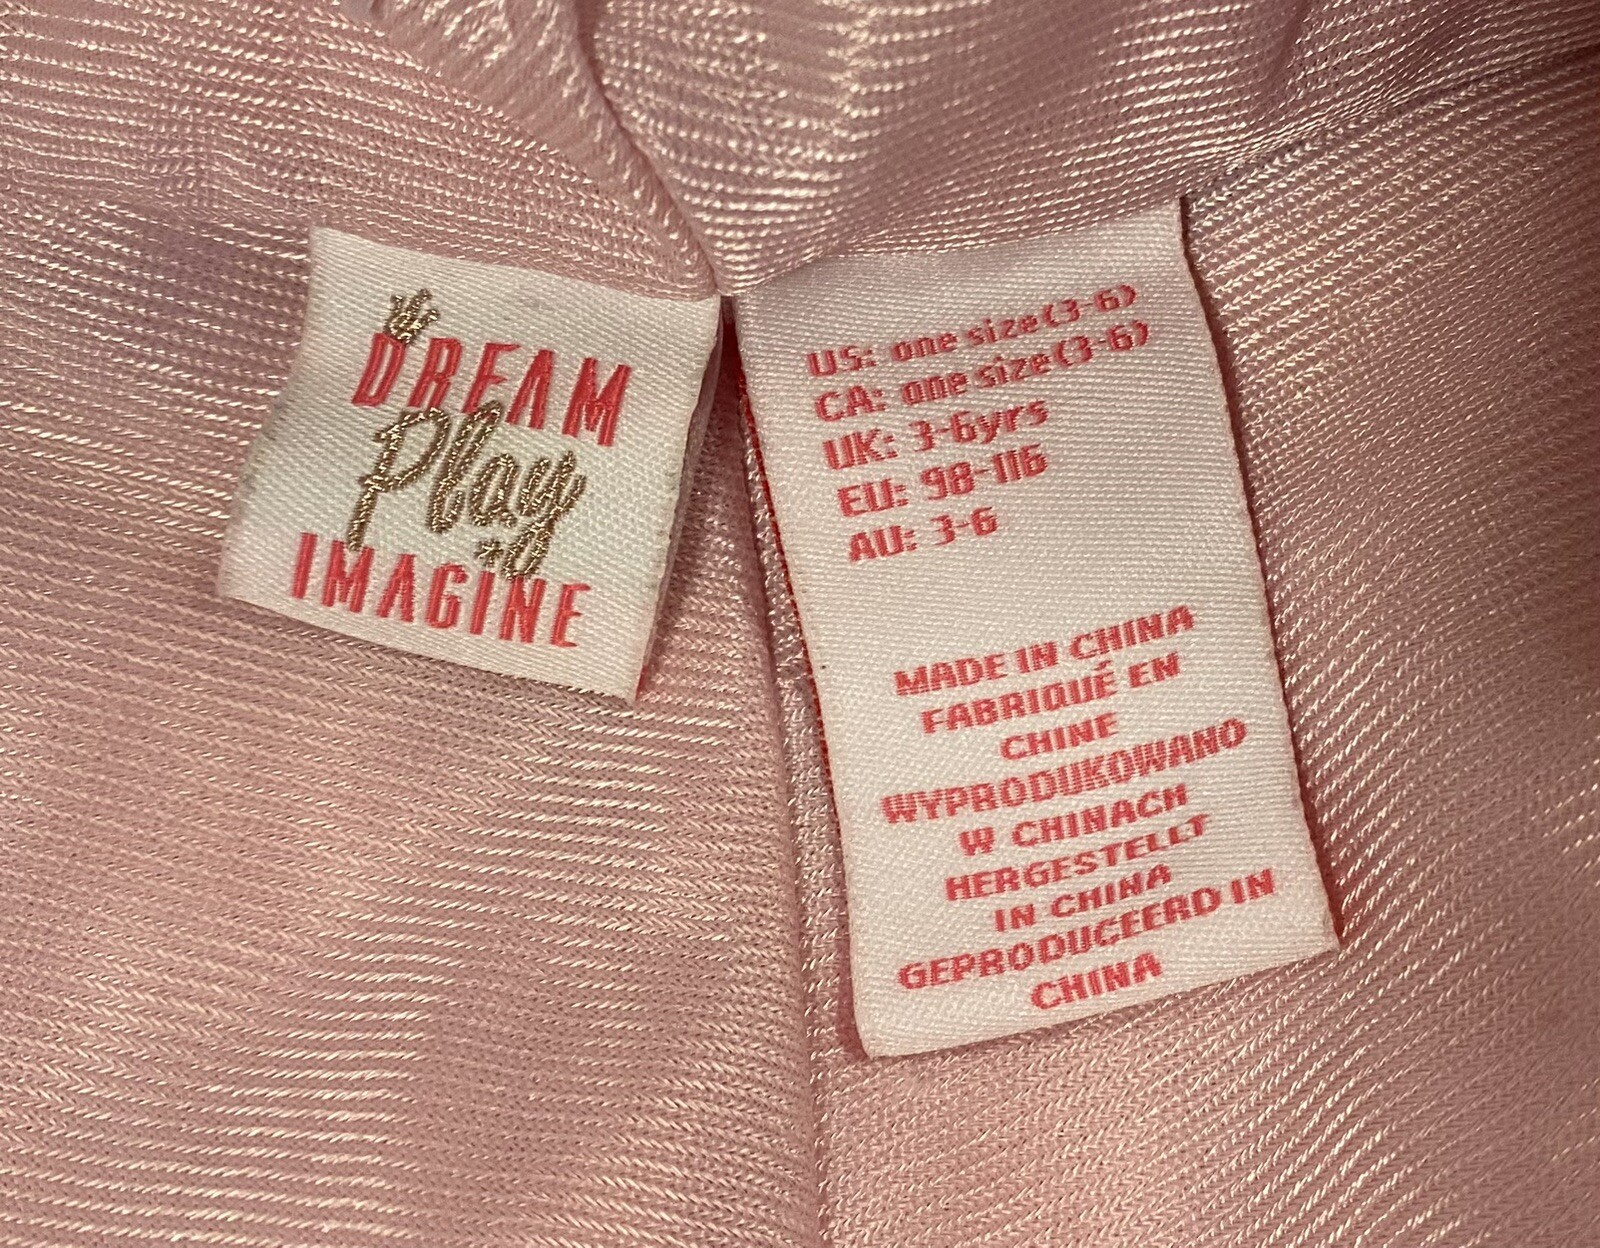 DREAM
Play
IMAGINE
US: one size(3-6)
CA: one size(3-6)
UK: 3-6yrs
EU: 98-116
AU: 3-6
MADE IN CHINA
FABRIQUÉ EN
CHINE
WYPRODUKOWANO
W CHINACH
HERGESTELLT
IN CHINA
GEPRODUCEERD IN
CHINA